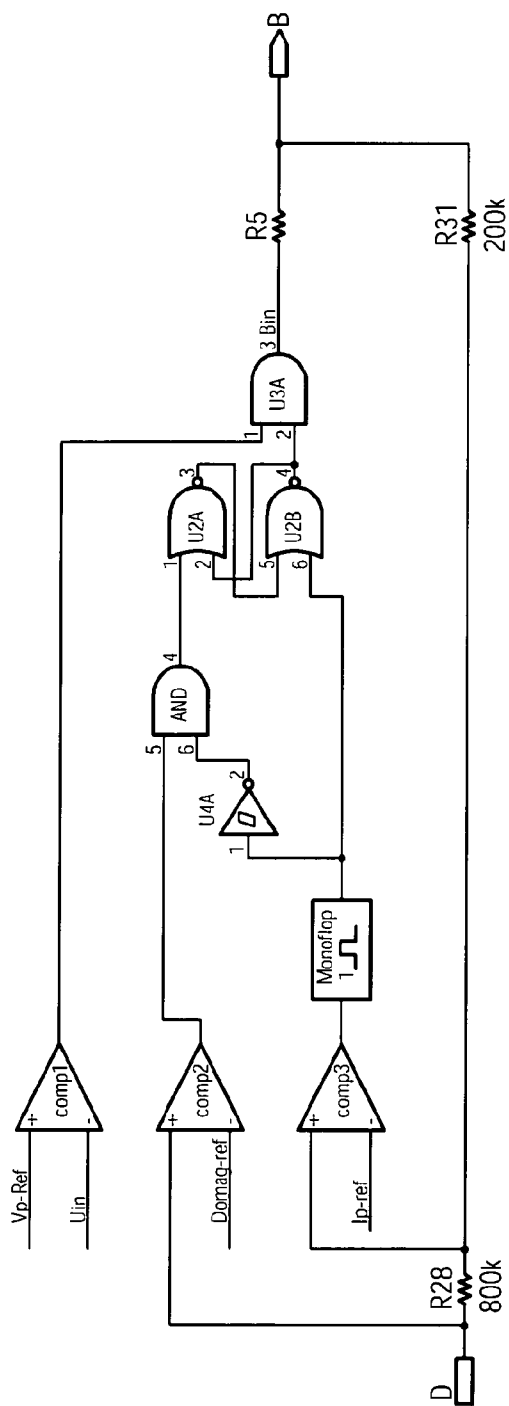 Vp-Ref
Uin
+
-
comp1
Domag-ref
+
-
comp2
Ip-ref
+
-
comp3
Monoflop
1
1
U4A
2
5
6
AND
4
1
2
U2A
3
5
6
U2B
4
1
2
U3A
3
Bin
R5
B
D
R28
800k
R31
200k